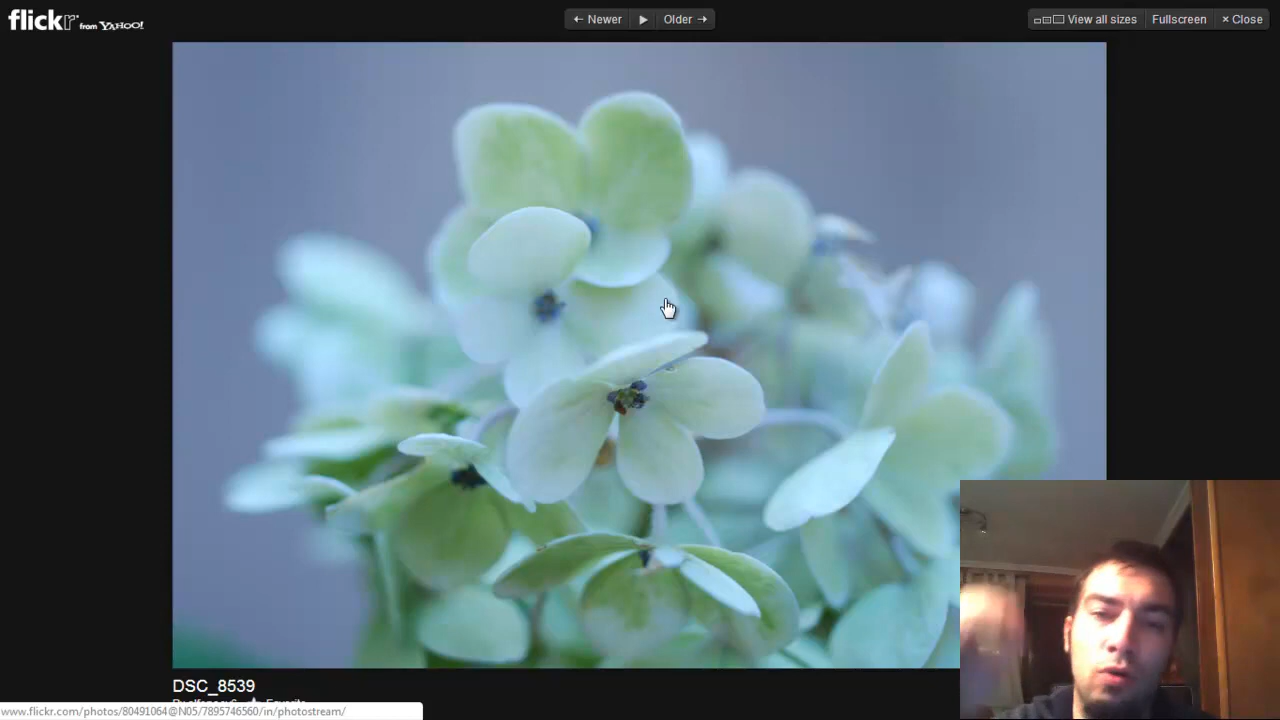 flickr from YAHOO!
← Newer
Older →
View all sizes
Fullscreen
× Close
DSC_8539
Favorite
www.flickr.com/photos/80491064@N05/7895746560/in/photostream/